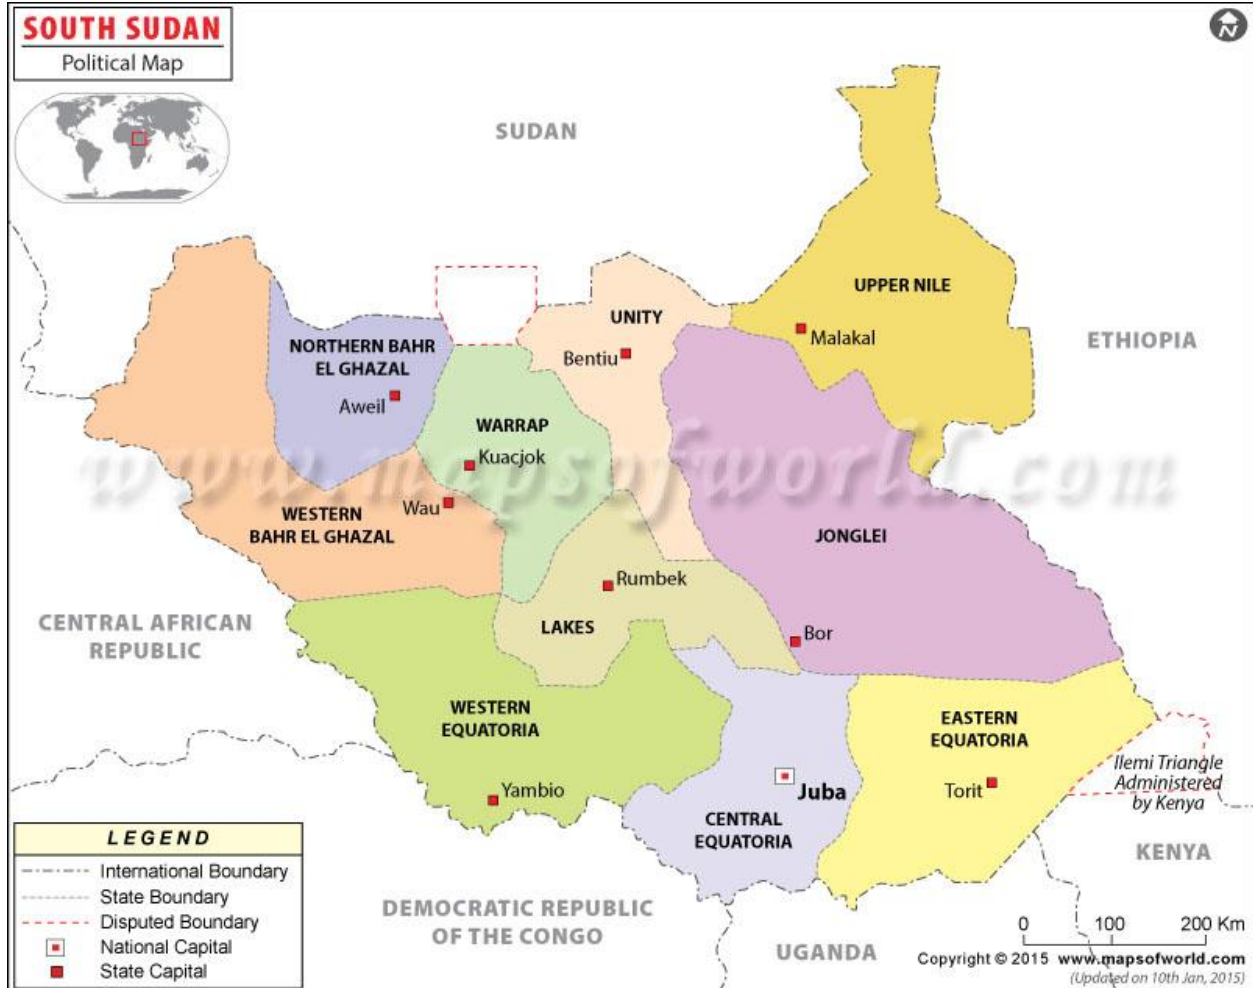 SOUTH SUDAN
Political Map
N
SUDAN
UPPER NILE
UNITY
Malakal
ETHIOPIA
NORTHERN BAHR
EL GHAZAL
Bentiu
Aweil
WARRAP
Kuacjok
www.mapsofworld.com
Wau
WESTERN
BAHR EL GHAZAL
JONGLEI
Rumbek
LAKES
Bor
CENTRAL AFRICAN
REPUBLIC
WESTERN
EQUATORIA
EASTERN
EQUATORIA
Ilemi Triangle
Administered
by Kenya
Yambio
Juba
Torit
CENTRAL
EQUATORIA
KENYA
DEMOCRATIC REPUBLIC
OF THE CONGO
UGANDA
LEGEND
International Boundary
State Boundary
Disputed Boundary
National Capital
State Capital
0 100 200 Km
Copyright © 2015 www.mapsofworld.com
(Updated on 10th Jan, 2015)